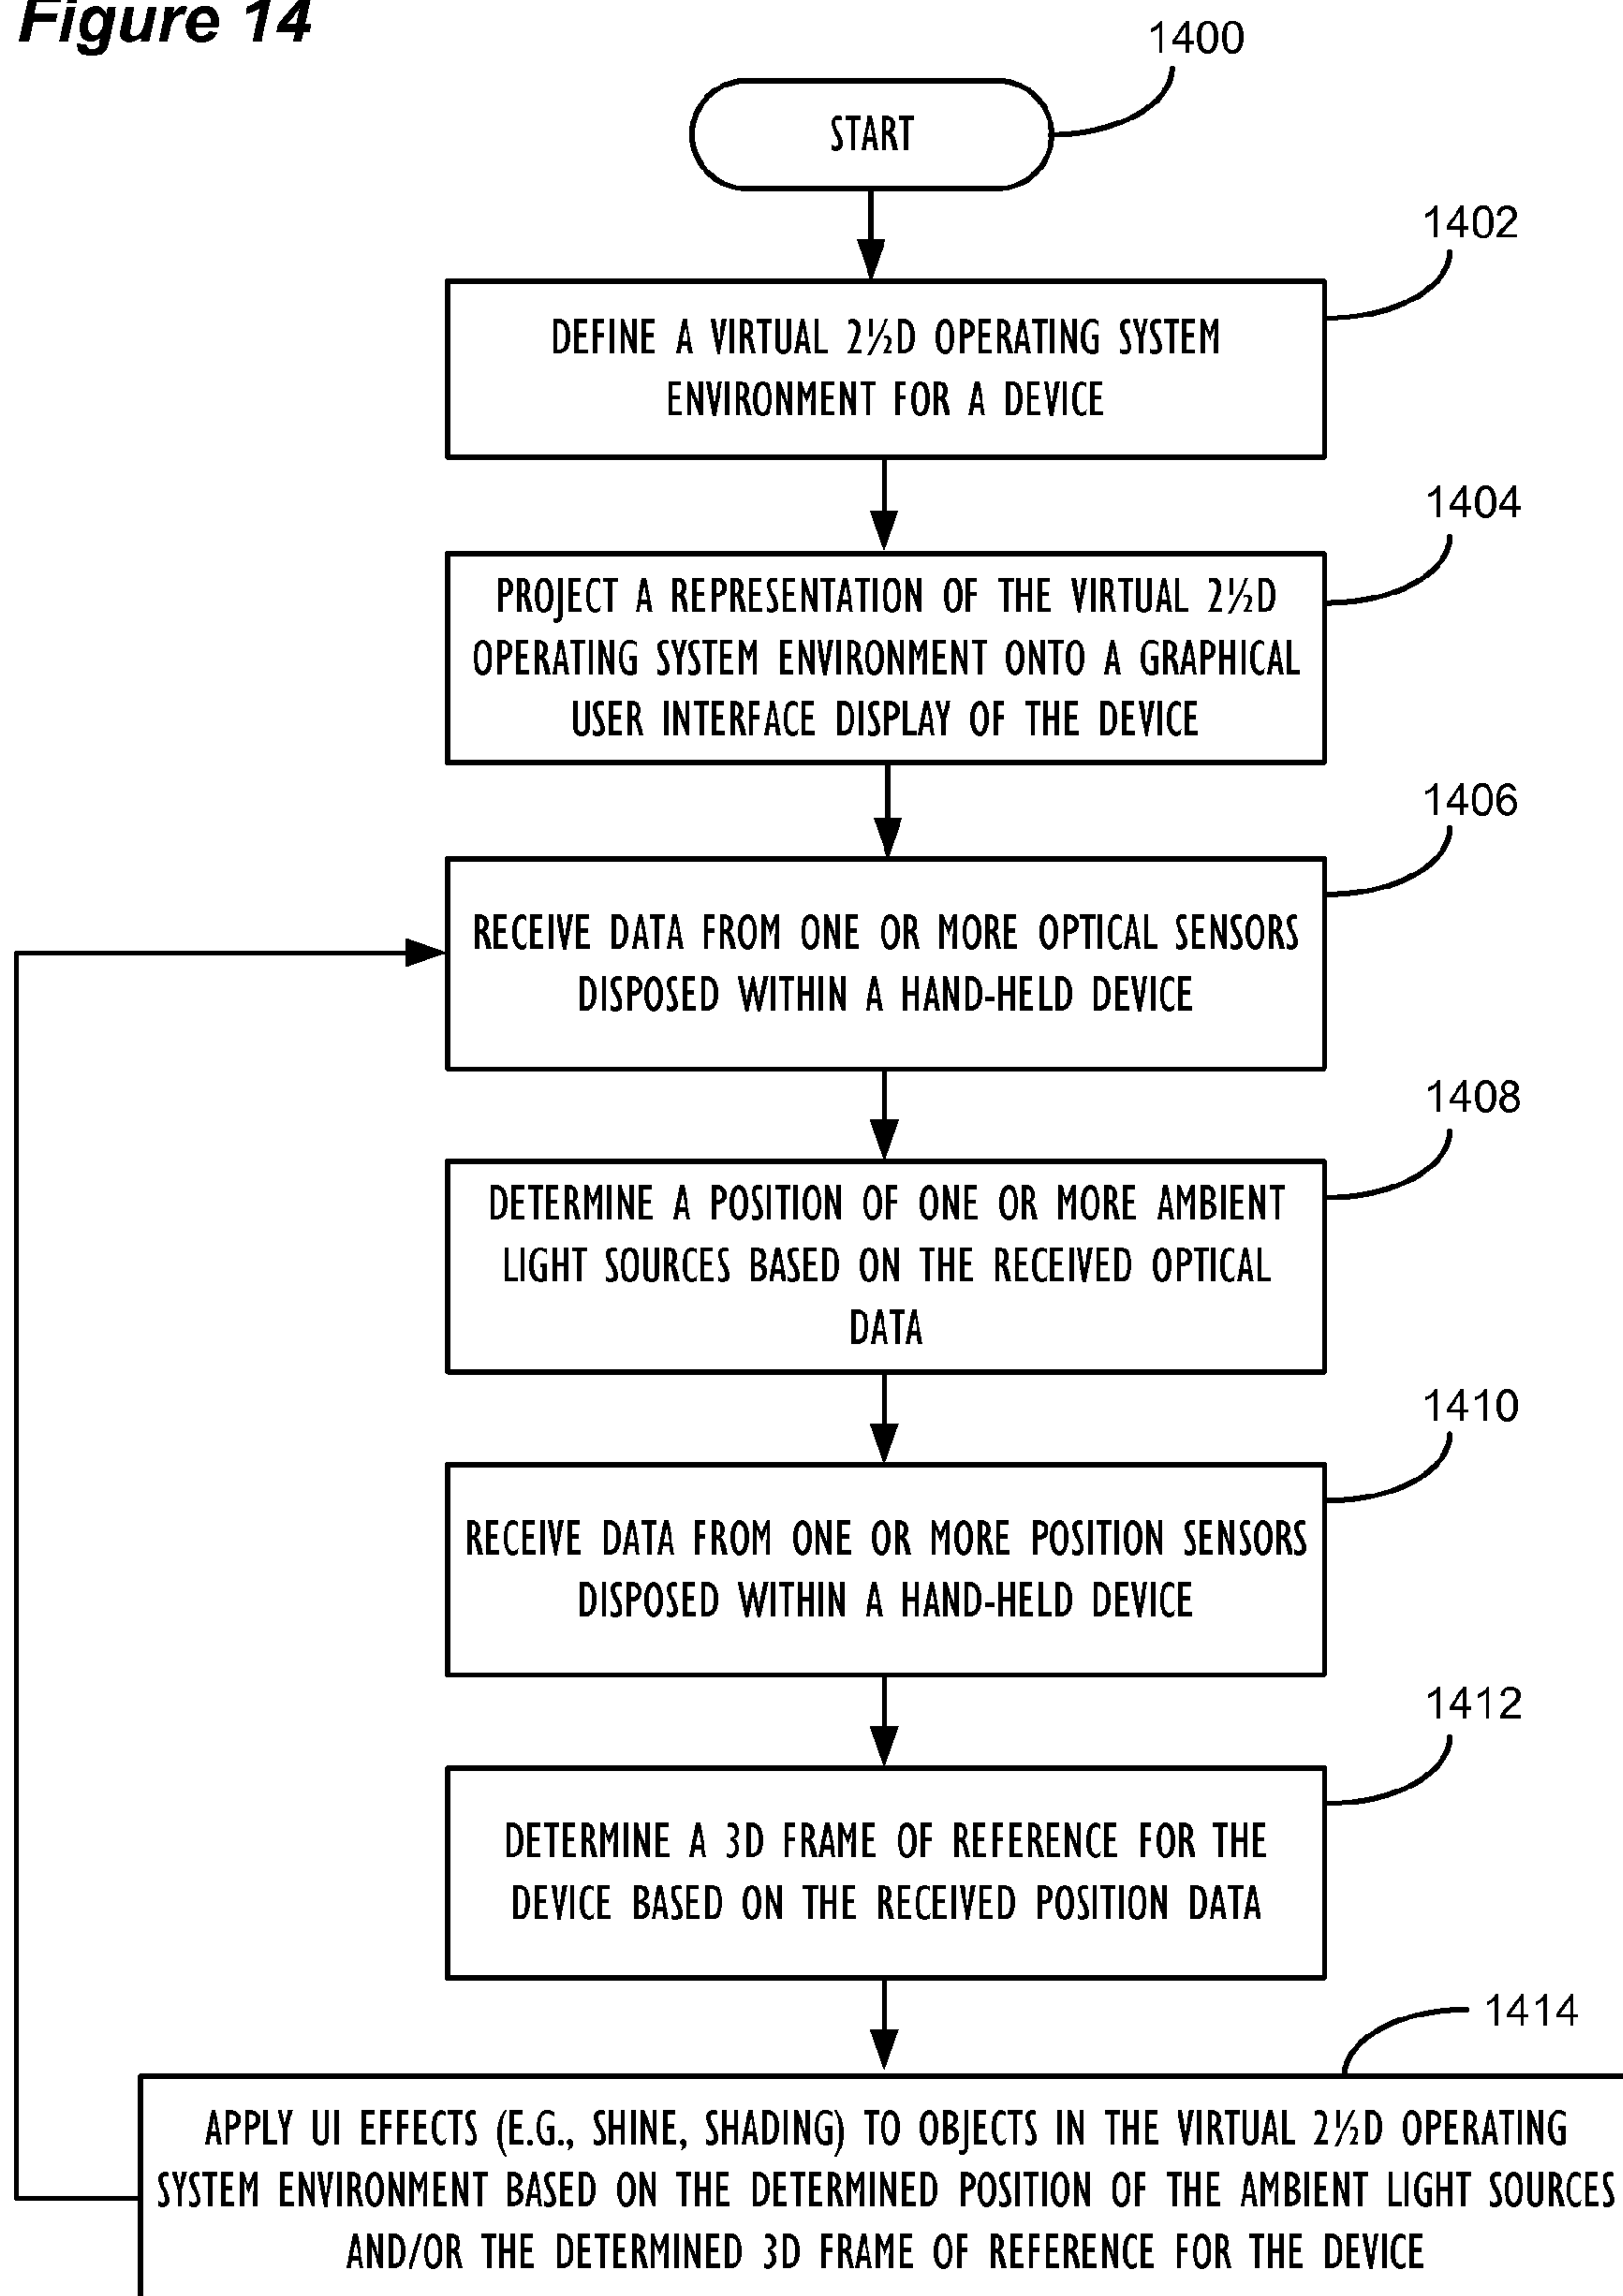 Figure 14
1400
START
1402
DEFINE A VIRTUAL 2½D OPERATING SYSTEM
ENVIRONMENT FOR A DEVICE
1404
PROJECT A REPRESENTATION OF THE VIRTUAL 2½D
OPERATING SYSTEM ENVIRONMENT ONTO A GRAPHICAL
USER INTERFACE DISPLAY OF THE DEVICE
1406
RECEIVE DATA FROM ONE OR MORE OPTICAL SENSORS
DISPOSED WITHIN A HAND-HELD DEVICE
1408
DETERMINE A POSITION OF ONE OR MORE AMBIENT
LIGHT SOURCES BASED ON THE RECEIVED OPTICAL
DATA
1410
RECEIVE DATA FROM ONE OR MORE POSITION SENSORS
DISPOSED WITHIN A HAND-HELD DEVICE
1412
DETERMINE A 3D FRAME OF REFERENCE FOR THE
DEVICE BASED ON THE RECEIVED POSITION DATA
1414
APPLY UI EFFECTS (E.G., SHINE, SHADING) TO OBJECTS IN THE VIRTUAL 2½D OPERATING
SYSTEM ENVIRONMENT BASED ON THE DETERMINED POSITION OF THE AMBIENT LIGHT SOURCES
AND/OR THE DETERMINED 3D FRAME OF REFERENCE FOR THE DEVICE